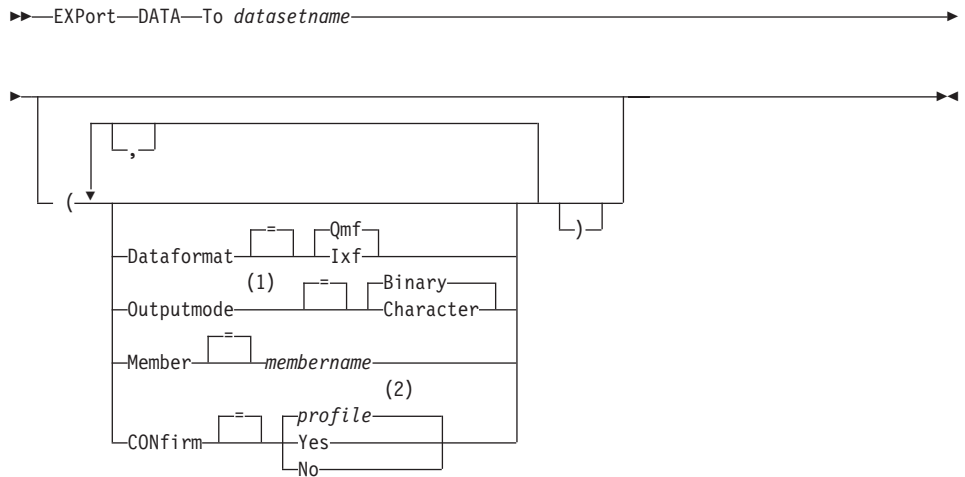 EXPort DATA To datasetname
,
(
)
Dataformat = Qmf
Ixf
(1)
Outputmode = Binary
Character
Member = membername
(2)
CONfirm = profile
Yes
No